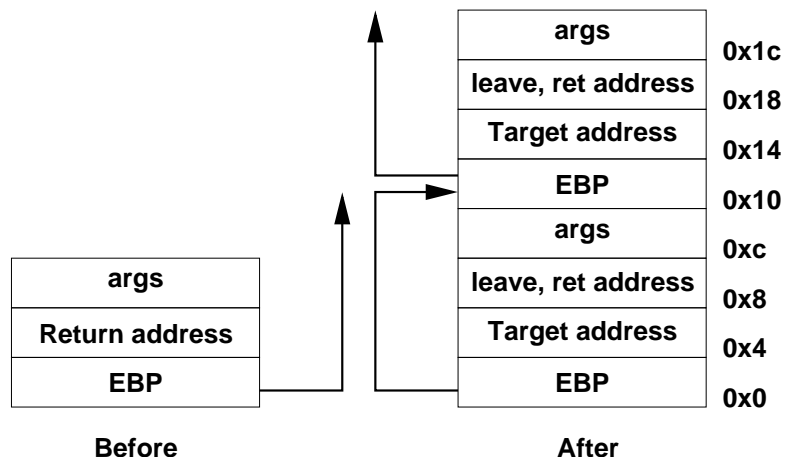 args
0x1c
leave, ret address
0x18
Target address
0x14
EBP
0x10
args
0xc
leave, ret address
0x8
Target address
0x4
EBP
0x0
args
Return address
EBP
Before
After